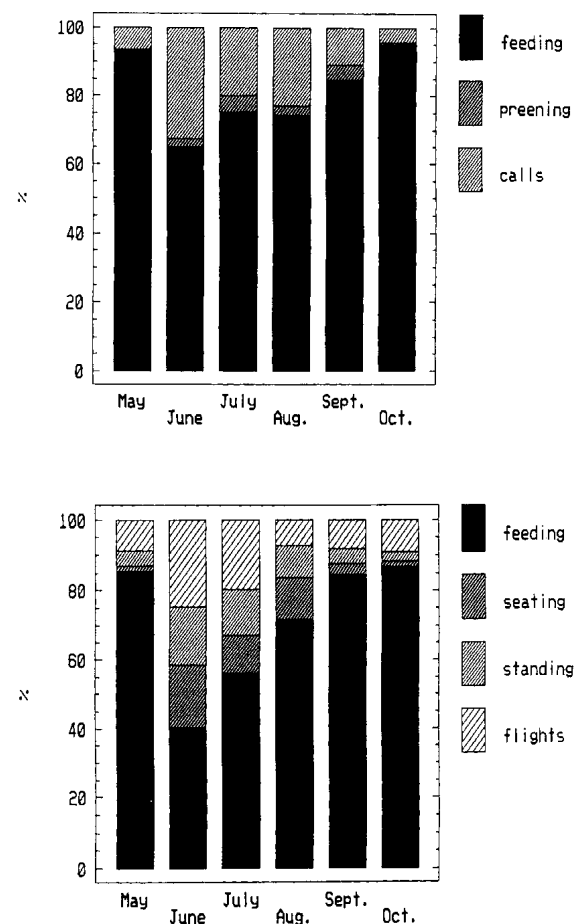 100
80
60
40
20
0
%
May
June
July
Aug.
Sept.
Oct.
feeding
preening
calls
100
80
60
40
20
0
%
May
June
July
Aug.
Sept.
Oct.
feeding
seating
standing
flights